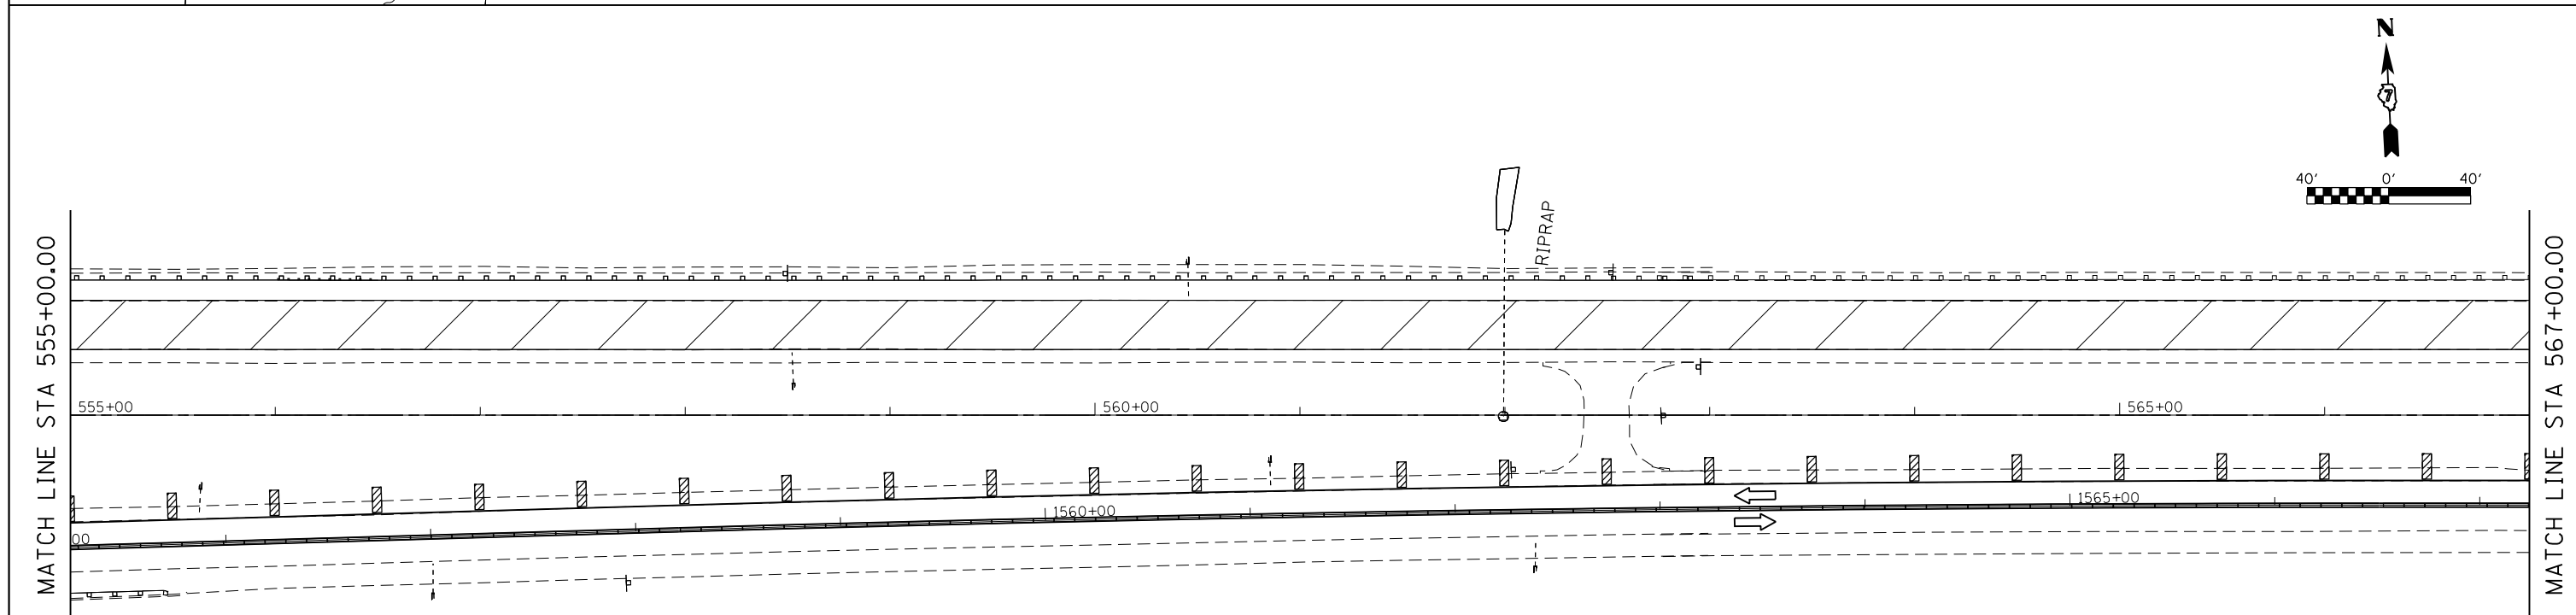 N
7
40' 0' 40'
MATCH LINE STA 555+00.00
RIPRAP
555+00
560+00
565+00
1560+00
1565+00
00
MATCH LINE STA 567+00.00